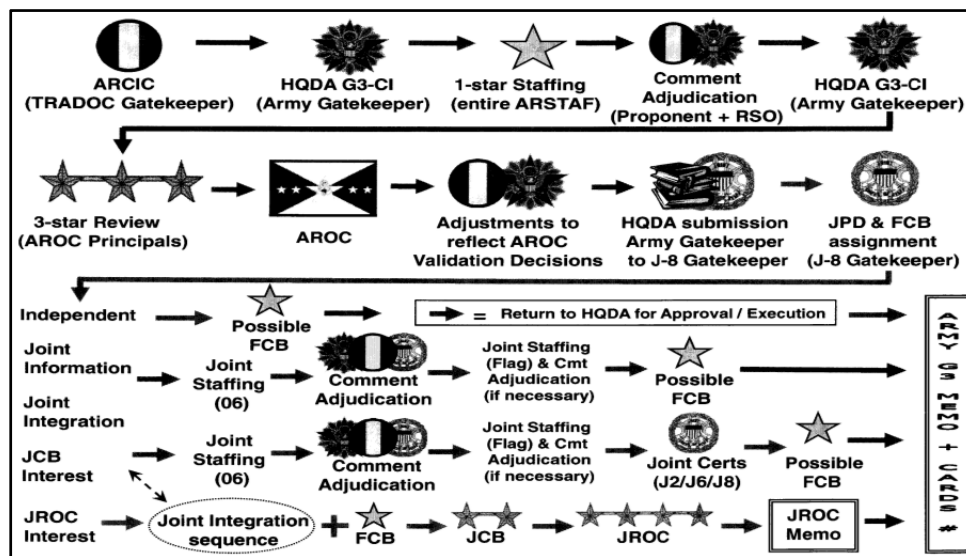 ARCIC
(TRADOC Gatekeeper)
HQDA G3-CI
(Army Gatekeeper)
1-star Staffing
(entire ARSTAF)
Comment
Adjudication
(Proponent + RSO)
HQDA G3-CI
(Army Gatekeeper)
3-star Review
(AROC Principals)
AROC
Adjustments to
reflect AROC
Validation Decisions
HQDA submission
Army Gatekeeper
to J-8 Gatekeeper
JPD & FCB
assignment
(J-8 Gatekeeper)
Independent
Possible
FCB
= Return to HQDA for Approval / Execution
Joint
Information
Joint
Integration
Joint
Staffing
(06)
Comment
Adjudication
Joint Staffing
(Flag) & Cmt
Adjudication
(if necessary)
Possible
FCB
JCB
Interest
Joint
Staffing
(06)
Comment
Adjudication
Joint Staffing
(Flag) & Cmt
Adjudication
(if necessary)
Joint Certs
(J2/J6/J8)
Possible
FCB
JROC
Interest
Joint Integration
sequence
+
FCB
JCB
JROC
JROC
Memo
ARMY G3 MEMO + CARDS #